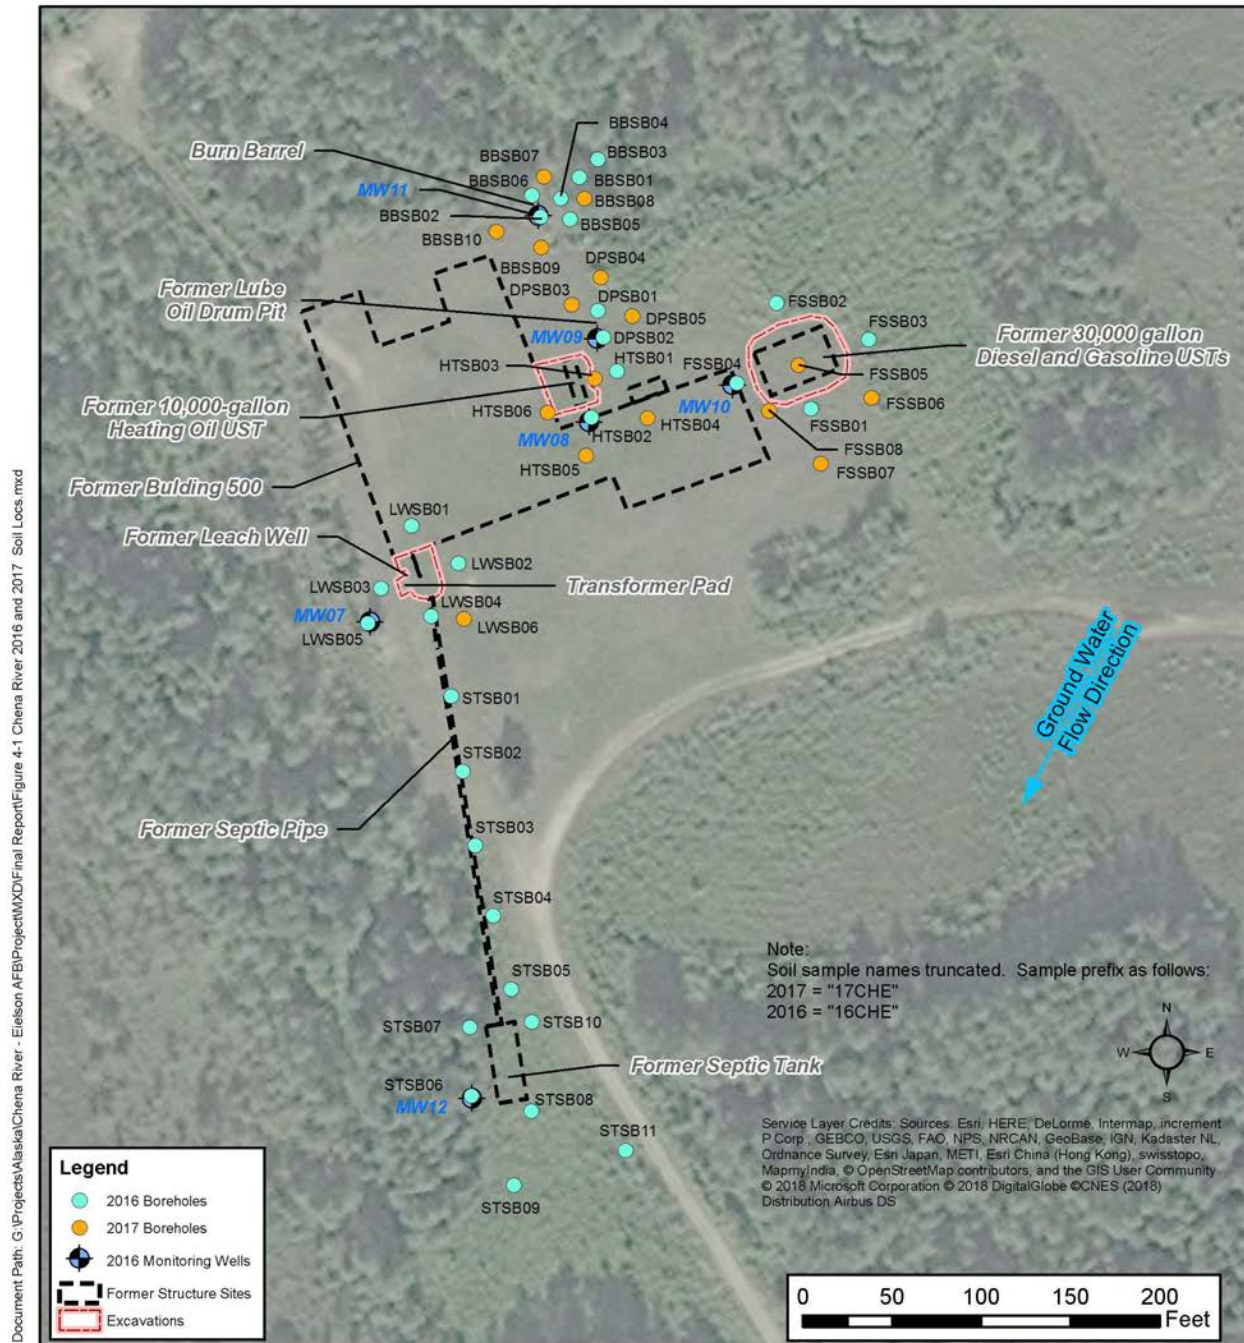 Document Path: G:\Projects\Alaska\Chena River - Eielson AFB\Project\MXD\Final Report\Figure 4-1 Chena River 2016 and 2017 Soil Locs.mxd
BBSB04
BBSB03
Burn Barrel
BBSB07
BBSB06
BBSB01
MW11
BBSB08
BBSB02
BBSB05
BBSB10
BBSB09
DPSB04
Former Lube
Oil Drum Pit
DPSB03
DPSB01
DPSB05
FSSB02
FSSB03
MW09
DPSB02
Former 30,000 gallon
Diesel and Gasoline USTs
HTSB01
HTSB03
FSSB04
FSSB05
Former 10,000-gallon
Heating Oil UST
HTSB06
MW10
FSSB06
MW08
HTSB02
HTSB04
FSSB01
FSSB08
HTSB05
FSSB07
Former Bulding 500
LWSB01
Former Leach Well
LWSB02
LWSB03
Transformer Pad
MW07
LWSB04
LWSB05
LWSB06
Ground Water
Flow Direction
STSB01
STSB02
Former Septic Pipe
STSB03
STSB04
STSB05
STSB07
STSB10
Former Septic Tank
STSB06
MW12
STSB08
STSB11
STSB09
Note:
Soil sample names truncated. Sample prefix as follows:
2017 = "17CHE"
2016 = "16CHE"
N
W
E
S
Service Layer Credits: Sources: Esri, HERE, DeLorme, Intermap, increment
P Corp., GEBCO, USGS, FAO, NPS, NRCAN, GeoBase, IGN, Kadaster NL,
Ordnance Survey, Esri Japan, METI, Esri China (Hong Kong), swisstopo,
MapmyIndia, © OpenStreetMap contributors, and the GIS User Community
© 2018 Microsoft Corporation © 2018 DigitalGlobe ©CNES (2018)
Distribution Airbus DS
Legend
2016 Boreholes
2017 Boreholes
2016 Monitoring Wells
Former Structure Sites
Excavations
0 50 100 150 200
Feet